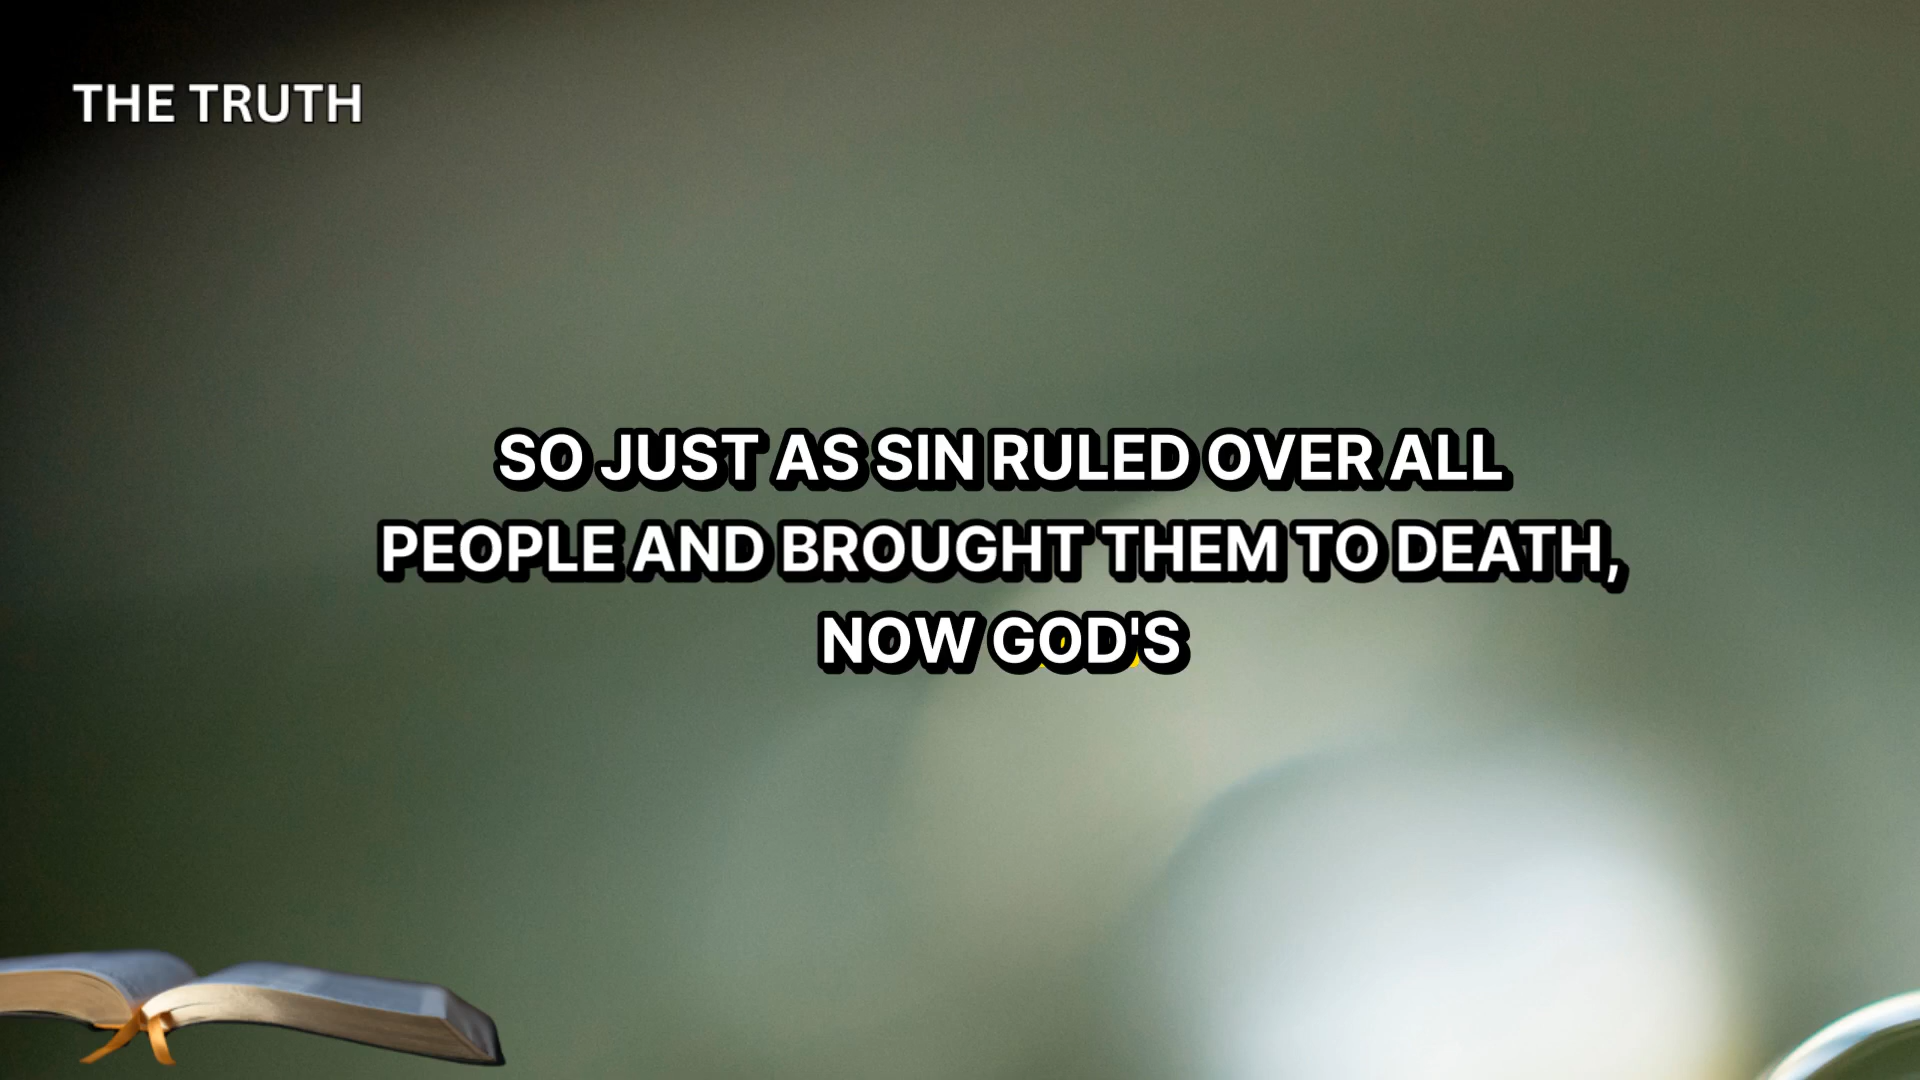 THE TRUTH
SO JUST AS SIN RULED OVER ALL
PEOPLE AND BROUGHT THEM TO DEATH,
NOW GOD'S